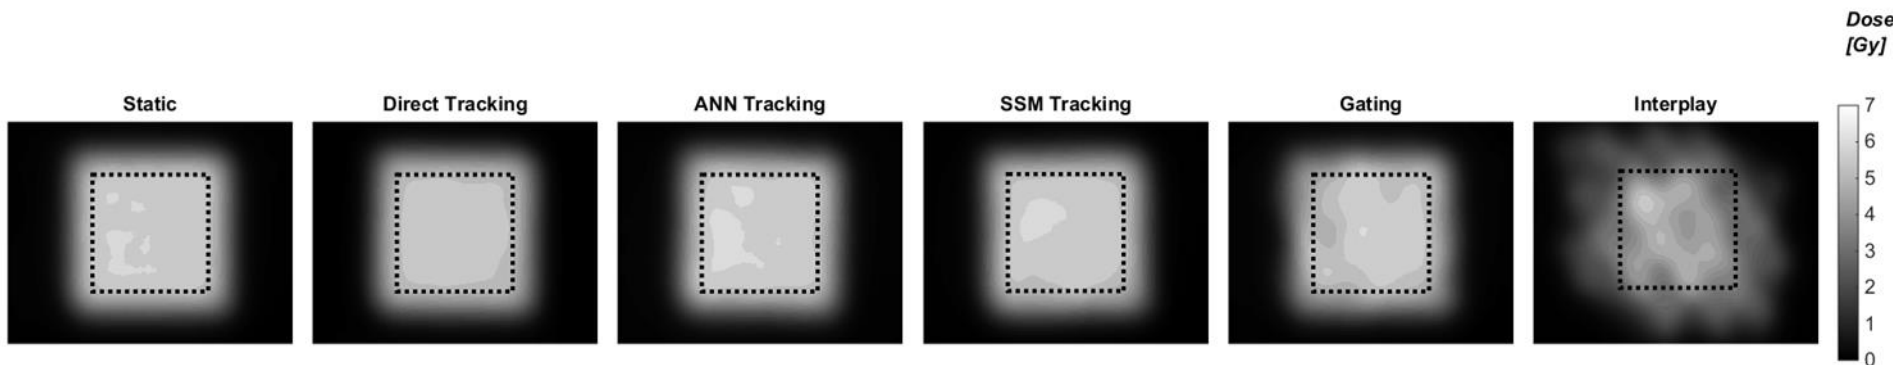 Dose
[Gy]
Static
Direct Tracking
ANN Tracking
SSM Tracking
Gating
Interplay
7
6
5
4
3
2
1
0